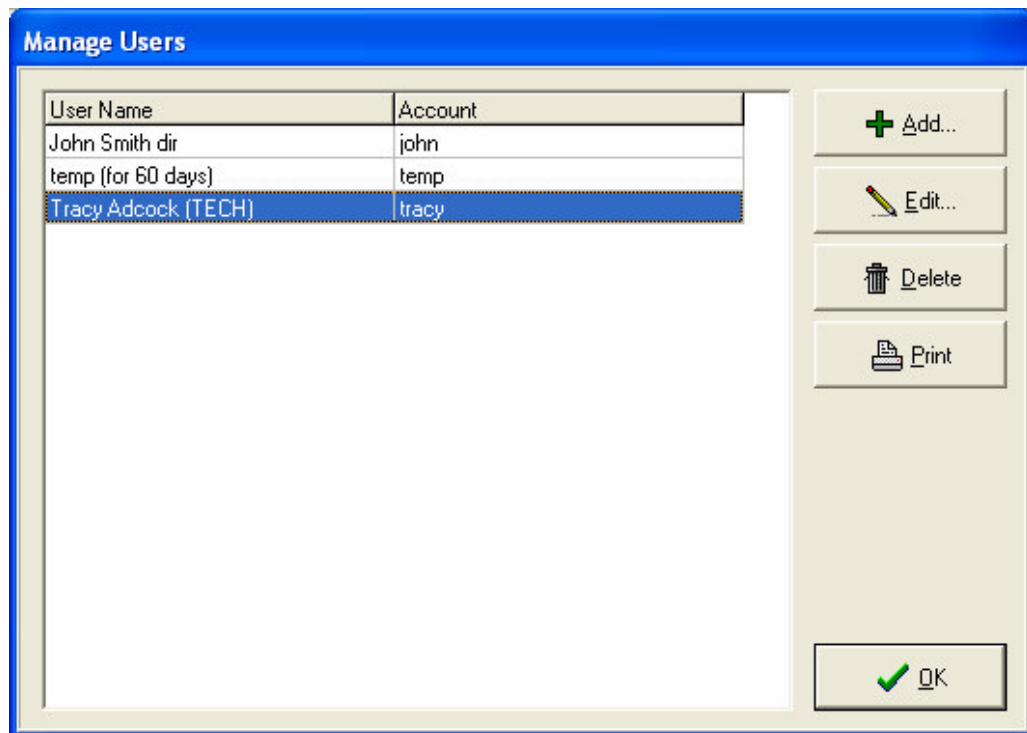 Manage Users
User Name Account
John Smith dir john
temp (for 60 days) temp
Tracy Adcock (TECH) tracy
Add...
Edit...
Delete
Print
OK